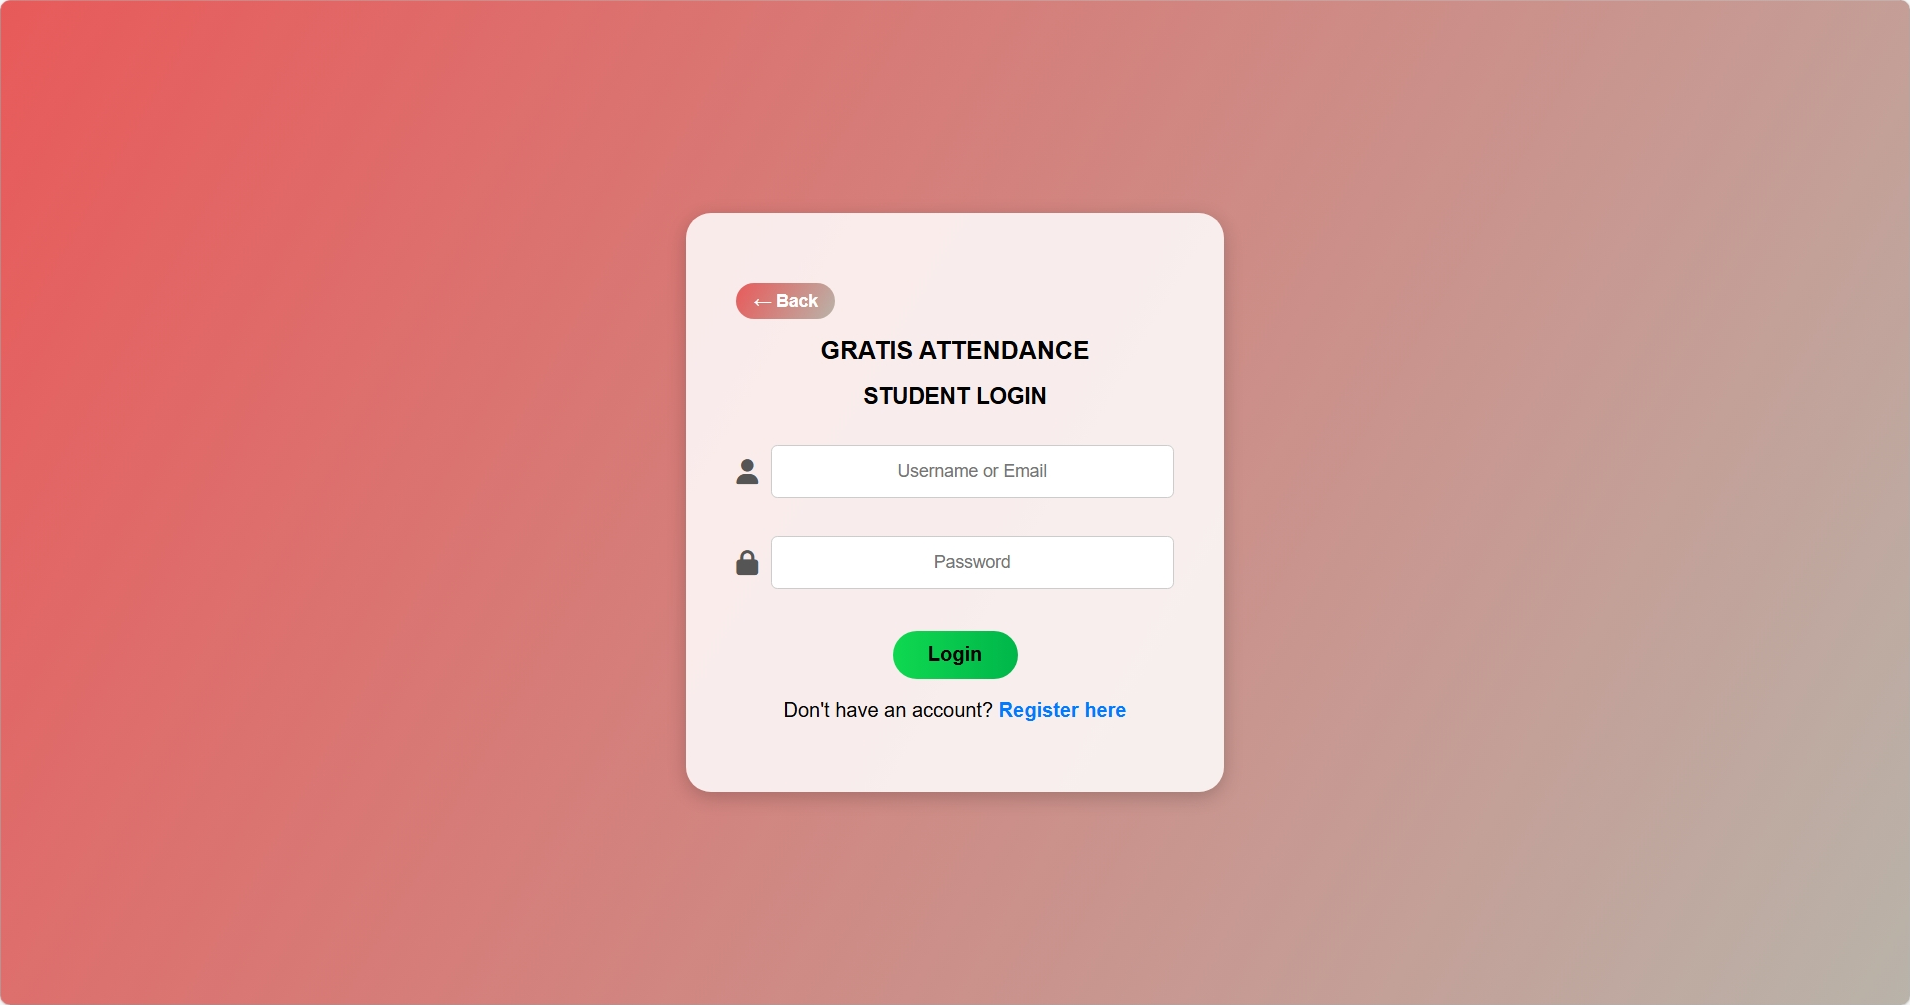 ← Back
GRATIS ATTENDANCE
STUDENT LOGIN
Username or Email
Password
Login
Don't have an account? Register here